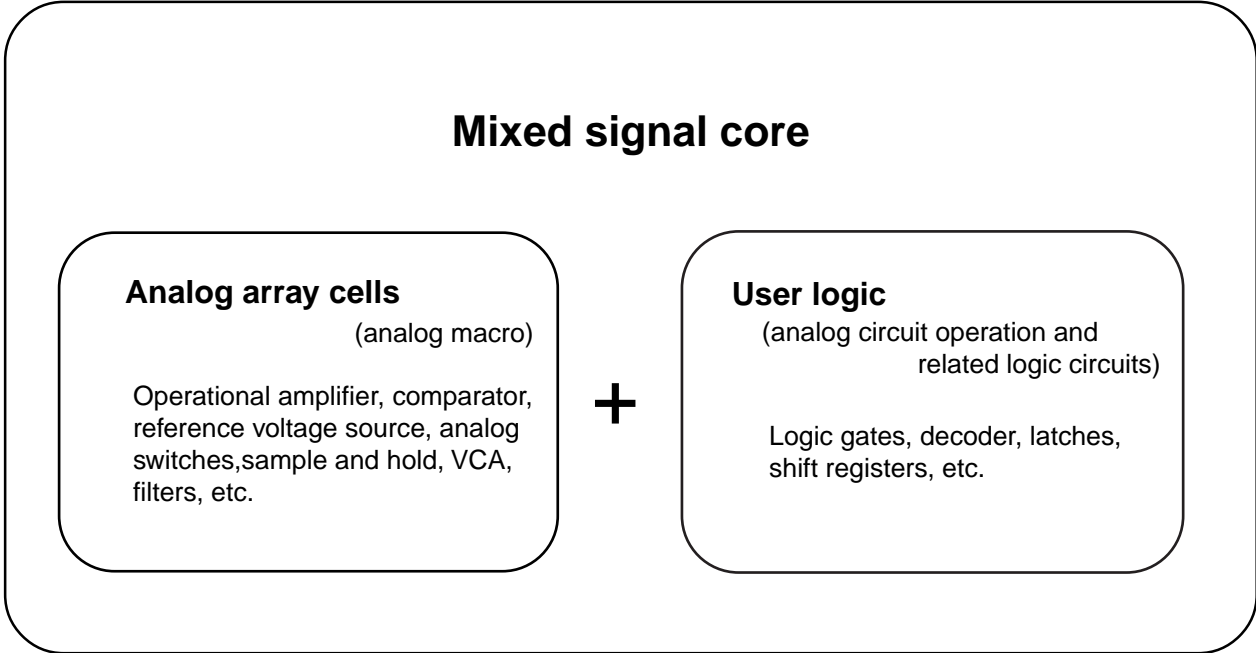 Mixed signal core
Analog array cells
(analog macro)
Operational amplifier, comparator,
reference voltage source, analog
switches,sample and hold, VCA,
filters, etc.
+
User logic
(analog circuit operation and
related logic circuits)
Logic gates, decoder, latches,
shift registers, etc.